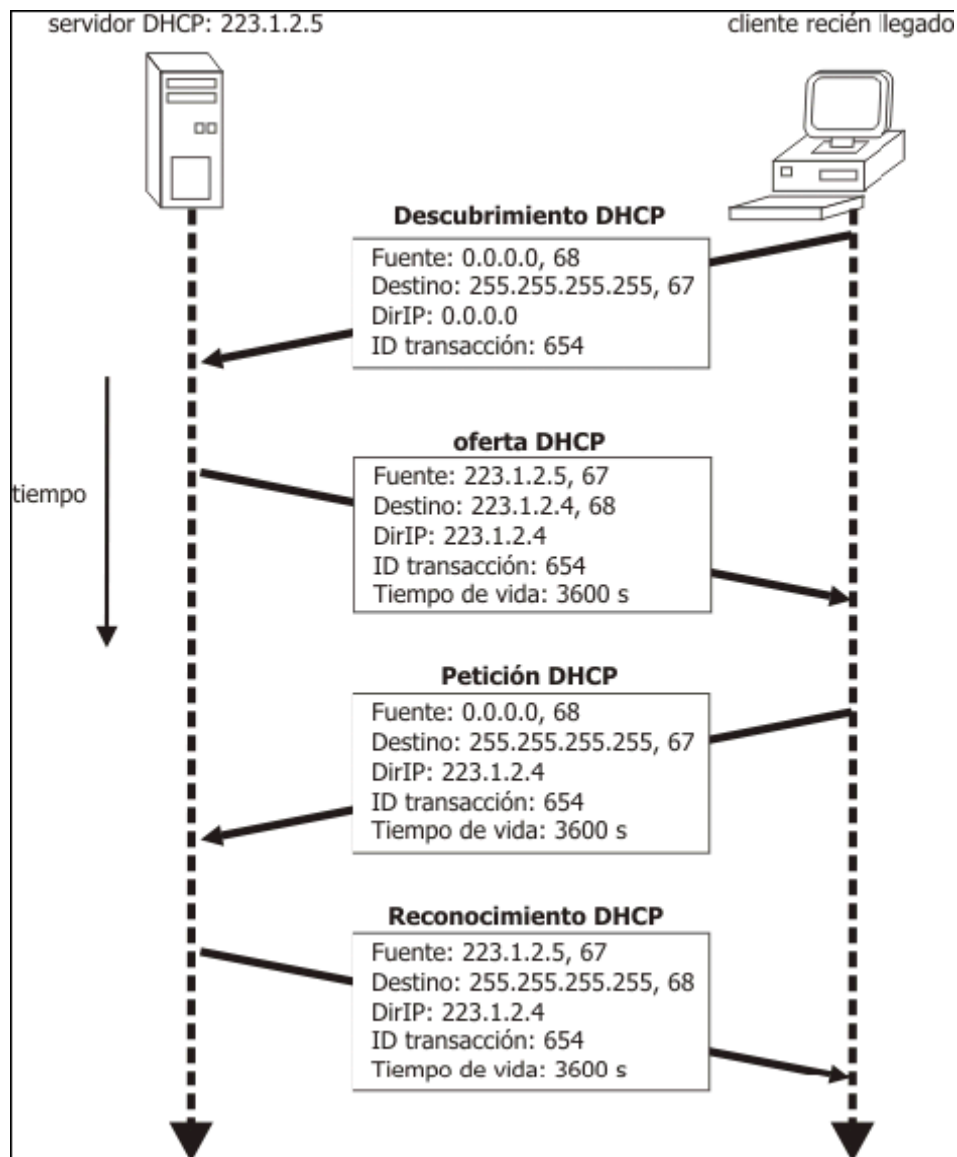 servidor DHCP: 223.1.2.5
cliente recién llegado
Descubrimiento DHCP
Fuente: 0.0.0.0, 68
Destino: 255.255.255.255, 67
DirIP: 0.0.0.0
ID transacción: 654
tiempo
oferta DHCP
Fuente: 223.1.2.5, 67
Destino: 223.1.2.4, 68
DirIP: 223.1.2.4
ID transacción: 654
Tiempo de vida: 3600 s
Petición DHCP
Fuente: 0.0.0.0, 68
Destino: 255.255.255.255, 67
DirIP: 223.1.2.4
ID transacción: 654
Tiempo de vida: 3600 s
Reconocimiento DHCP
Fuente: 223.1.2.5, 67
Destino: 255.255.255.255, 68
DirIP: 223.1.2.4
ID transacción: 654
Tiempo de vida: 3600 s